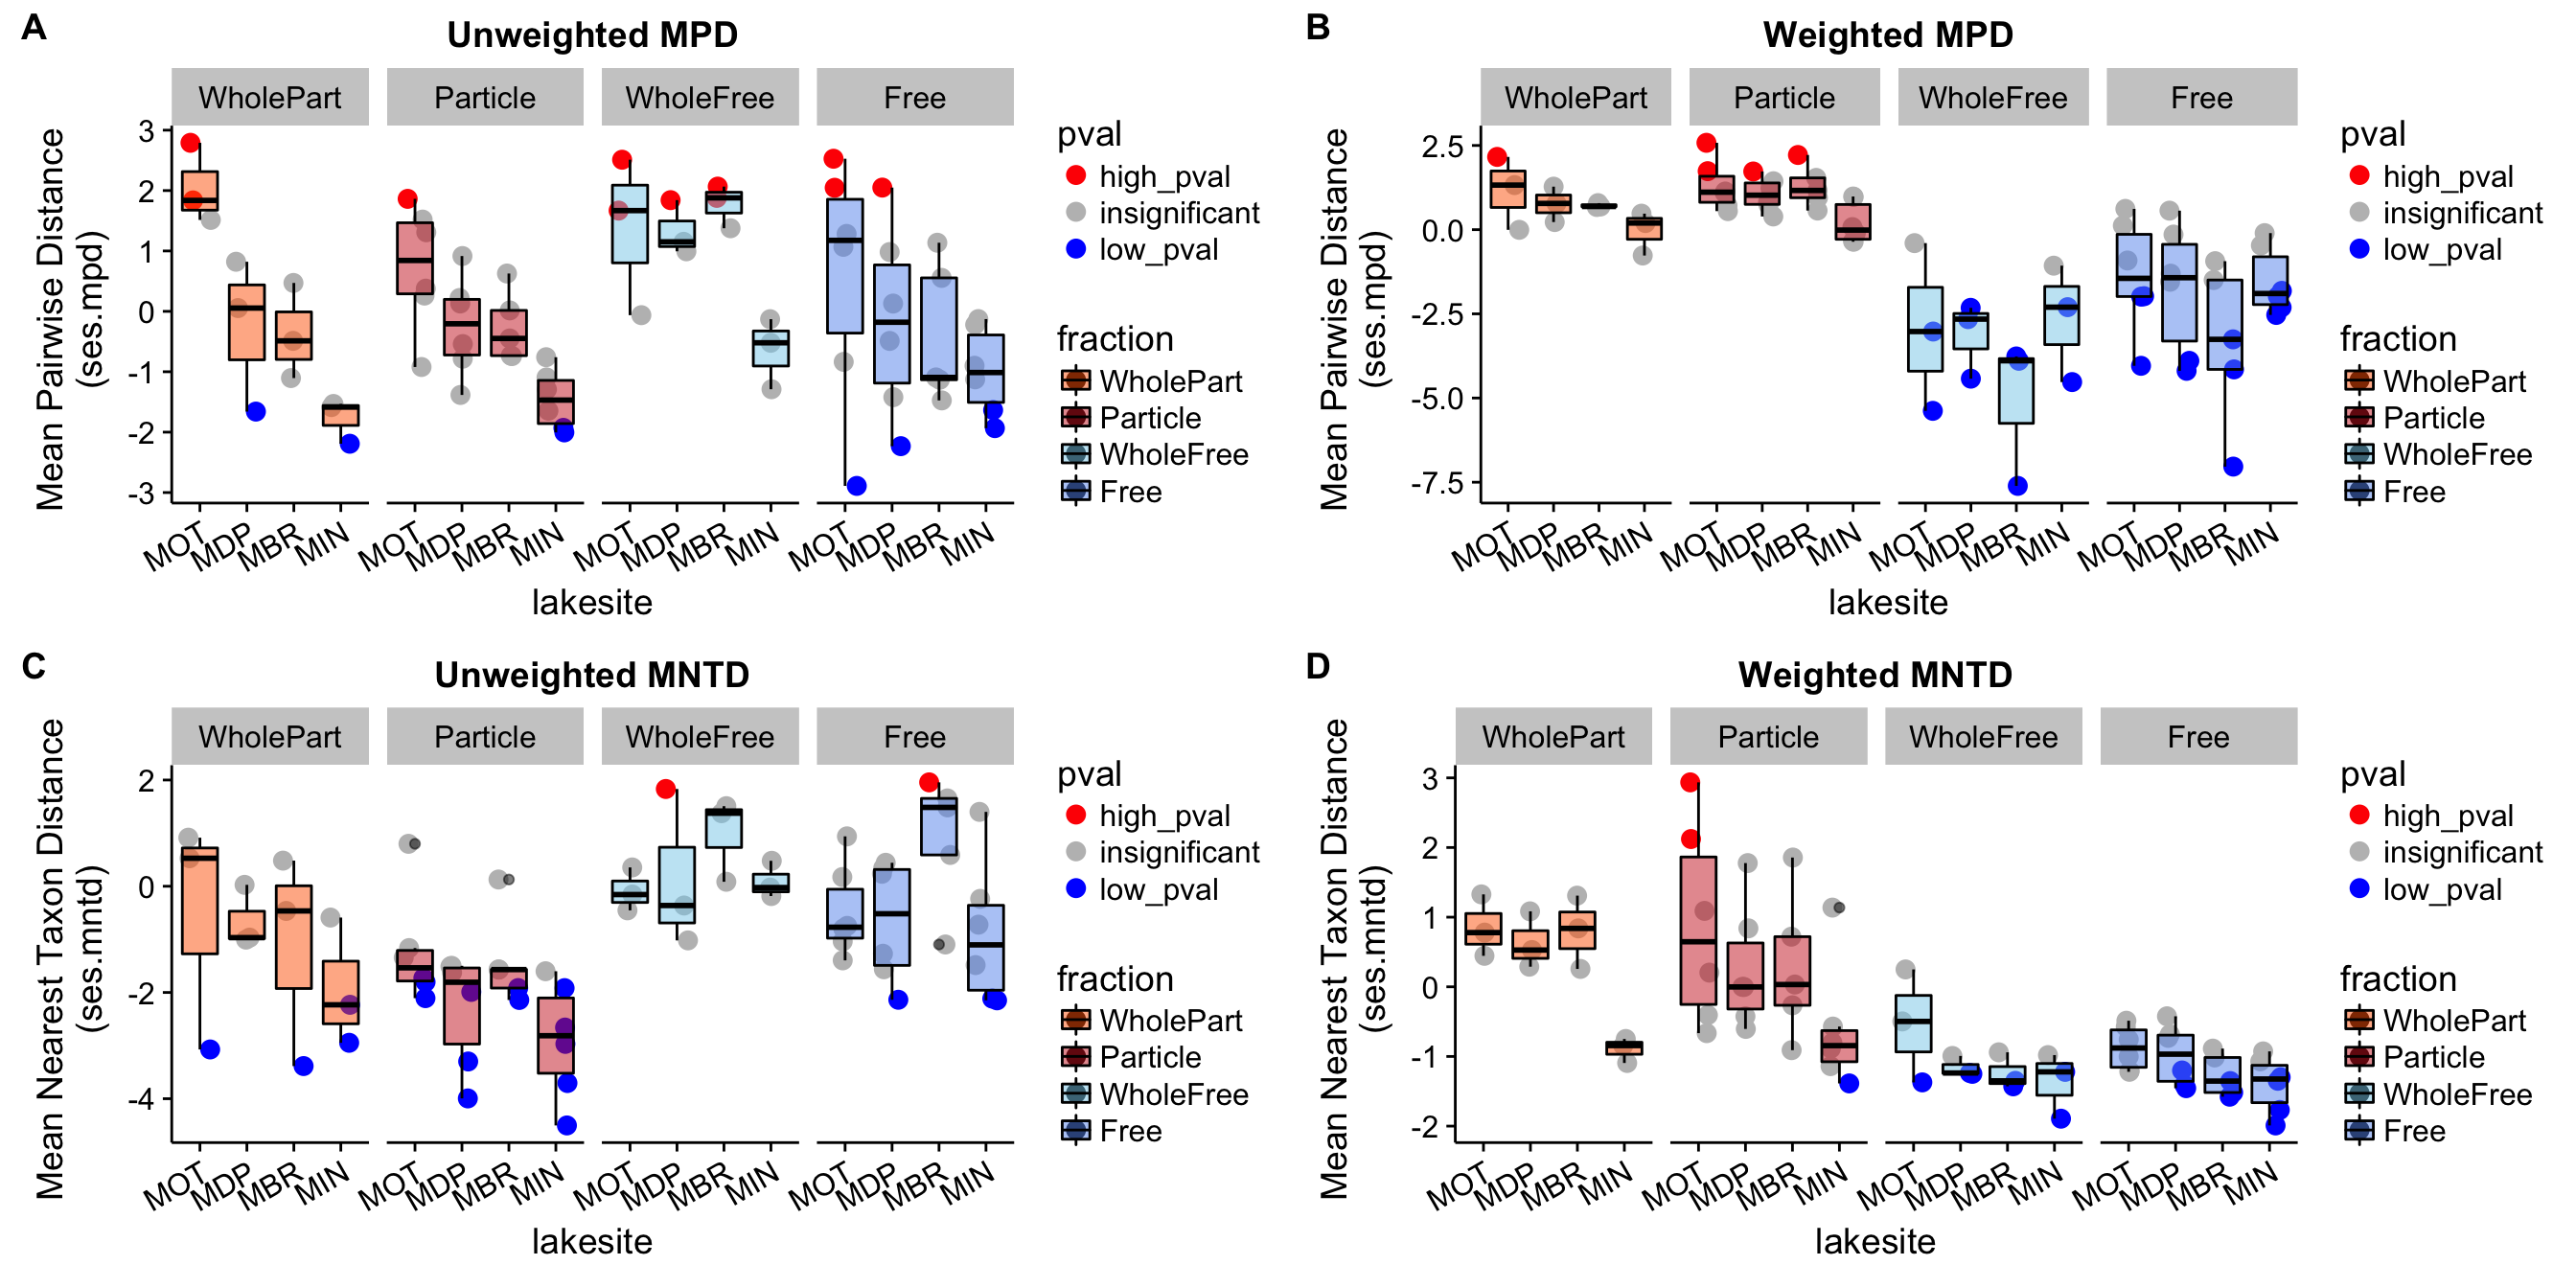 A
Unweighted MPD
WholePart
Particle
WholeFree
Free
Mean Pairwise Distance
(ses.mpd)
3
2
1
0
-1
-2
-3
MOT
MDP
MBR
MIN
MOT
MDP
MBR
MIN
MOT
MDP
MBR
MIN
MOT
MDP
MBR
MIN
lakesite
pval
high_pval
insignificant
low_pval
fraction
WholePart
Particle
WholeFree
Free
B
Weighted MPD
WholePart
Particle
WholeFree
Free
Mean Pairwise Distance
(ses.mpd)
2.5
0.0
-2.5
-5.0
-7.5
MOT
MDP
MBR
MIN
MOT
MDP
MBR
MIN
MOT
MDP
MBR
MIN
MOT
MDP
MBR
MIN
lakesite
pval
high_pval
insignificant
low_pval
fraction
WholePart
Particle
WholeFree
Free
C
Unweighted MNTD
WholePart
Particle
WholeFree
Free
Mean Nearest Taxon Distance
(ses.mntd)
2
0
-2
-4
MOT
MDP
MBR
MIN
MOT
MDP
MBR
MIN
MOT
MDP
MBR
MIN
MOT
MDP
MBR
MIN
lakesite
pval
high_pval
insignificant
low_pval
fraction
WholePart
Particle
WholeFree
Free
D
Weighted MNTD
WholePart
Particle
WholeFree
Free
Mean Nearest Taxon Distance
(ses.mntd)
3
2
1
0
-1
-2
MOT
MDP
MBR
MIN
MOT
MDP
MBR
MIN
MOT
MDP
MBR
MIN
MOT
MDP
MBR
MIN
lakesite
pval
high_pval
insignificant
low_pval
fraction
WholePart
Particle
WholeFree
Free